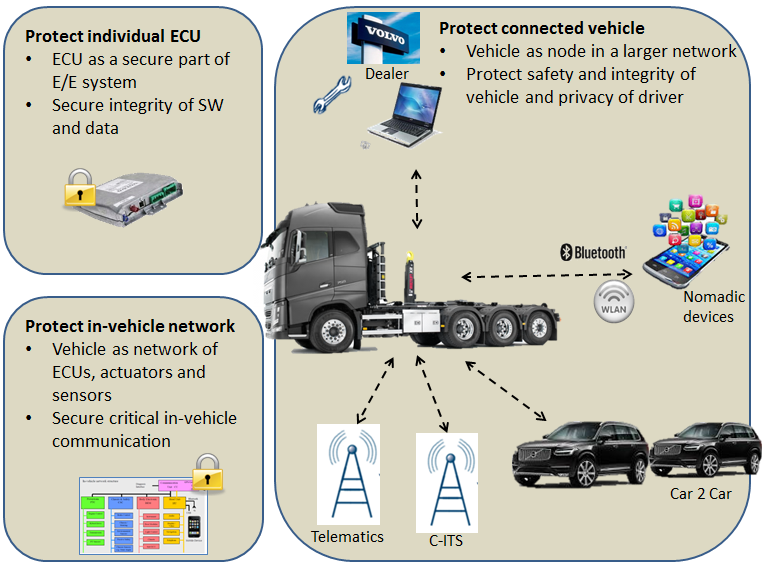 Protect individual ECU
• ECU as a secure part of
E/E system
• Secure integrity of SW
and data
Protect in-vehicle network
• Vehicle as network of
ECUs, actuators and
sensors
• Secure critical in-vehicle
communication
Protect connected vehicle
• Vehicle as node in a larger network
• Protect safety and integrity of
vehicle and privacy of driver
VOLVO
Dealer
Bluetooth
WLAN
Nomadic
devices
Telematics
C-ITS
Car 2 Car